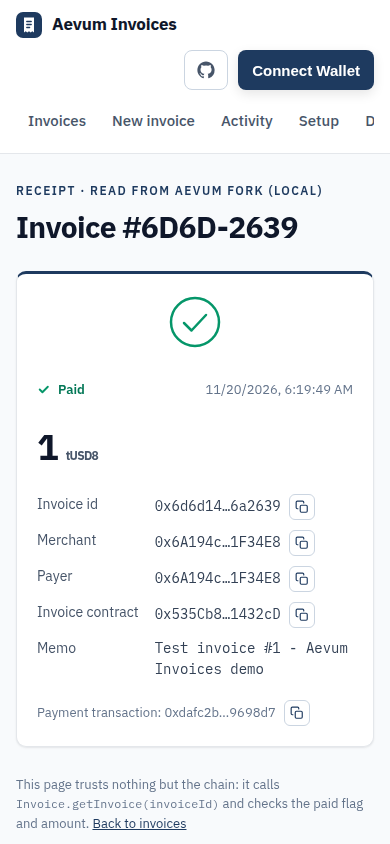 Aevum Invoices
Connect Wallet
Invoices New invoice Activity Setup D
RECEIPT · READ FROM AEVUM FORK (LOCAL)
Invoice #6D6D-2639
Paid 11/20/2026, 6:19:49 AM
1 tUSD8
Invoice id 0x6d6d14…6a2639
Merchant 0x6A194c…1F34E8
Payer 0x6A194c…1F34E8
Invoice contract 0x535Cb8…1432cD
Memo Test invoice #1 - Aevum
Invoices demo
Payment transaction: 0xdafc2b…9698d7
This page trusts nothing but the chain: it calls
Invoice.getInvoice(invoiceId) and checks the paid flag
and amount. Back to invoices